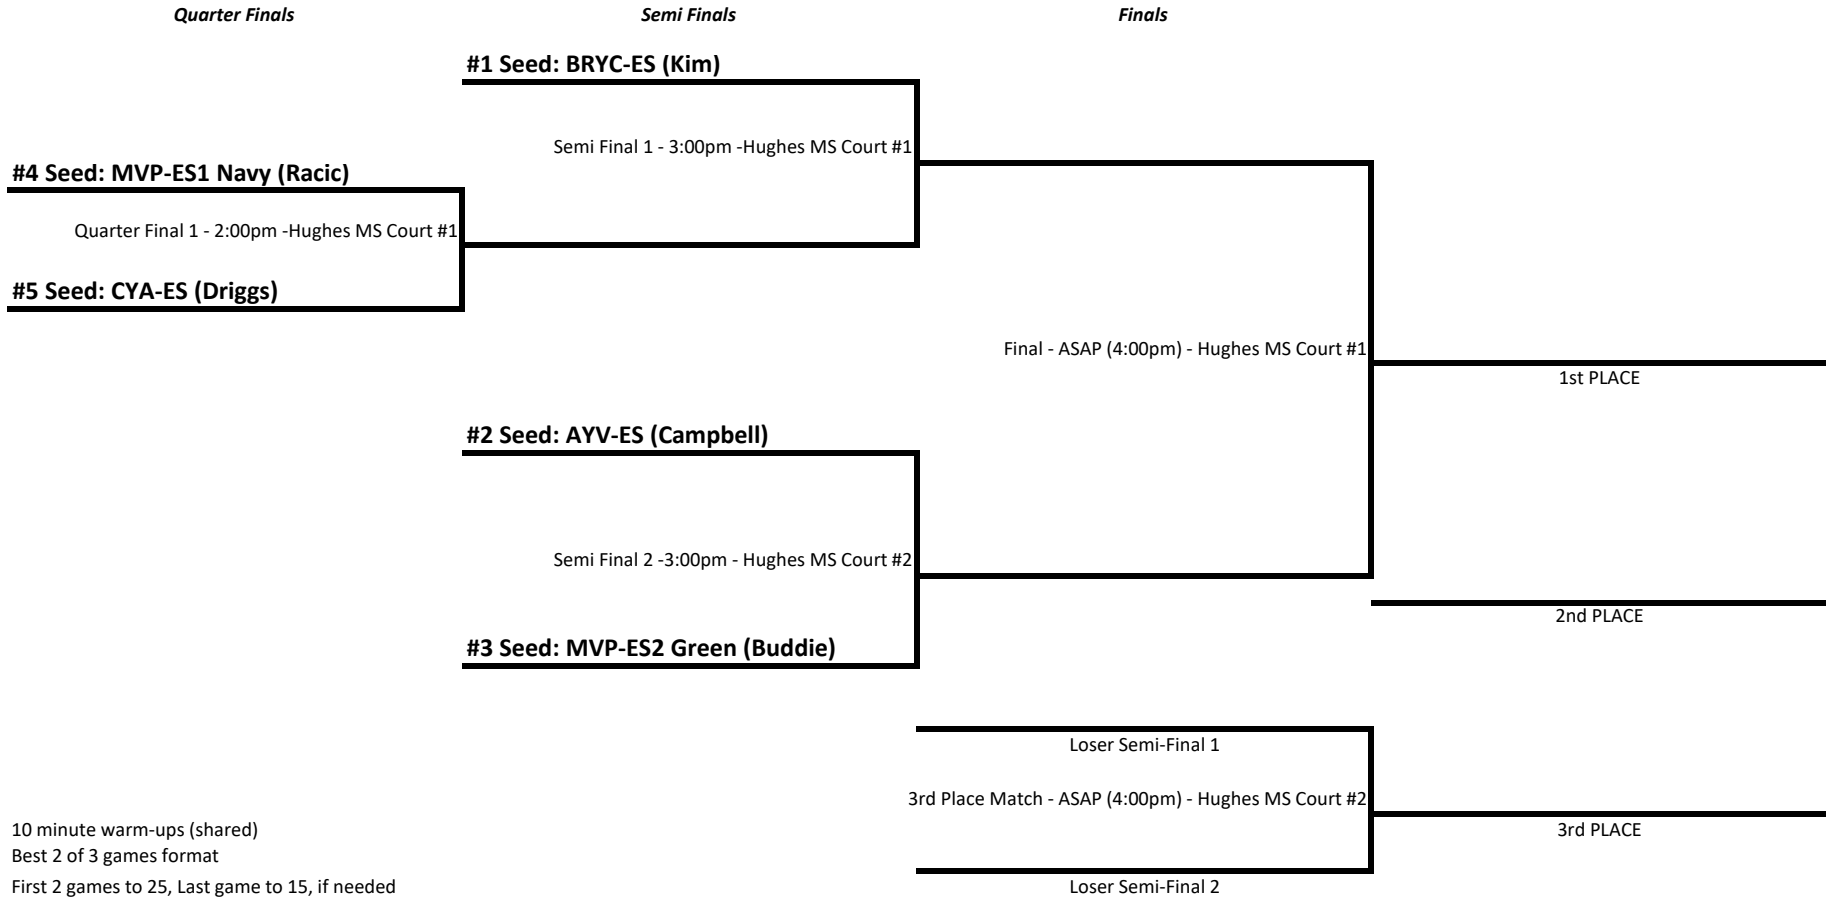 Quarter Finals
Semi Finals
Finals
#1 Seed: BRYC-ES (Kim)
Semi Final 1 - 3:00pm -Hughes MS Court #1
#4 Seed: MVP-ES1 Navy (Racic)
Quarter Final 1 - 2:00pm -Hughes MS Court #1
#5 Seed: CYA-ES (Driggs)
Final - ASAP (4:00pm) - Hughes MS Court #1
1st PLACE
#2 Seed: AYV-ES (Campbell)
Semi Final 2 -3:00pm - Hughes MS Court #2
2nd PLACE
#3 Seed: MVP-ES2 Green (Buddie)
Loser Semi-Final 1
3rd Place Match - ASAP (4:00pm) - Hughes MS Court #2
3rd PLACE
10 minute warm-ups (shared)
Best 2 of 3 games format
First 2 games to 25, Last game to 15, if needed
Loser Semi-Final 2